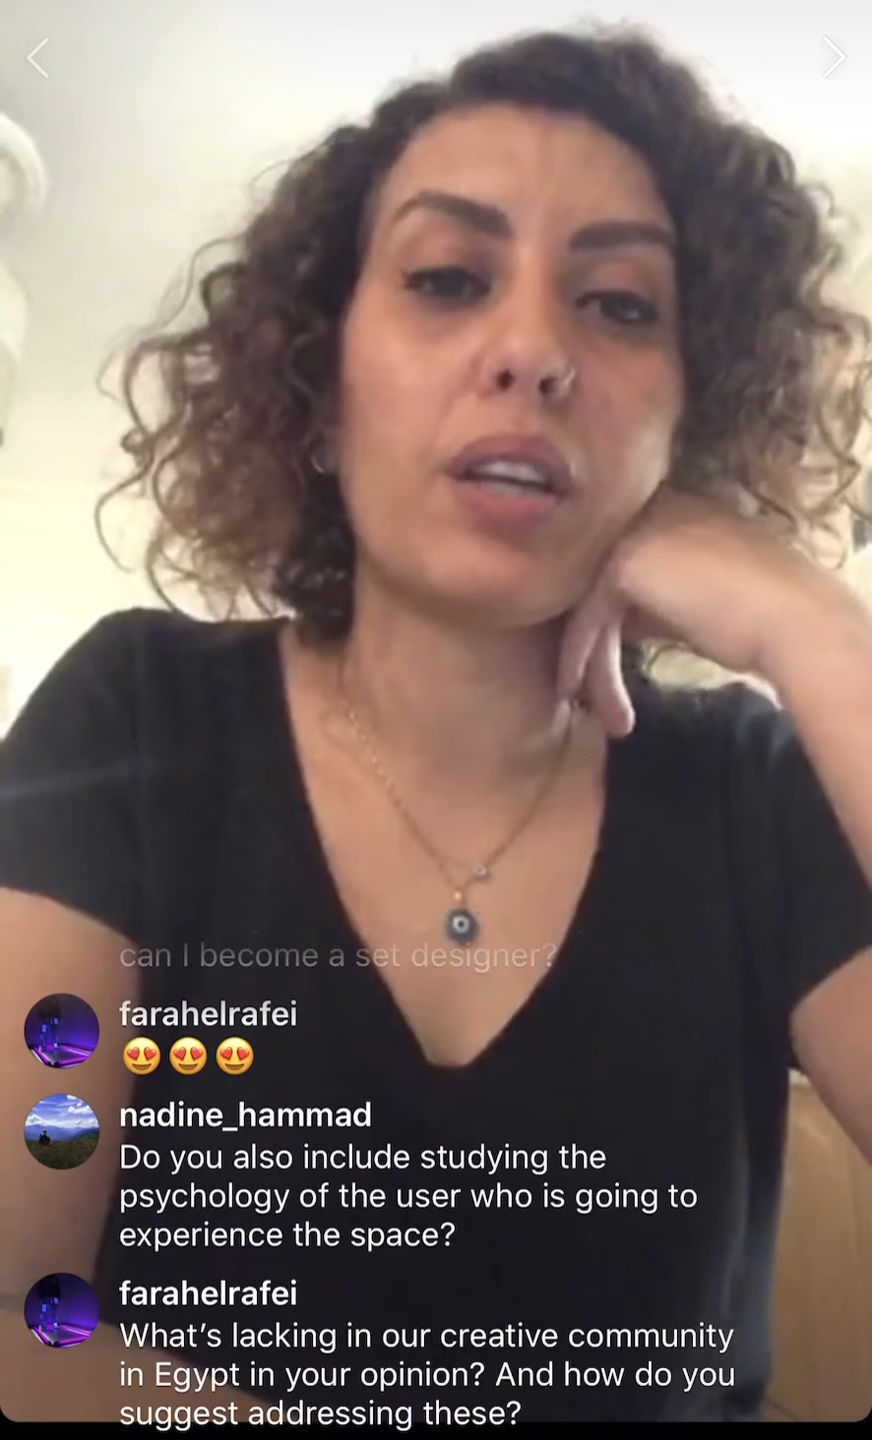 can I become a set designer?
farahelrafei
😍😍😍
nadine_hammad
Do you also include studying the
psychology of the user who is going to
experience the space?
farahelrafei
What’s lacking in our creative community
in Egypt in your opinion? And how do you
suggest addressing these?